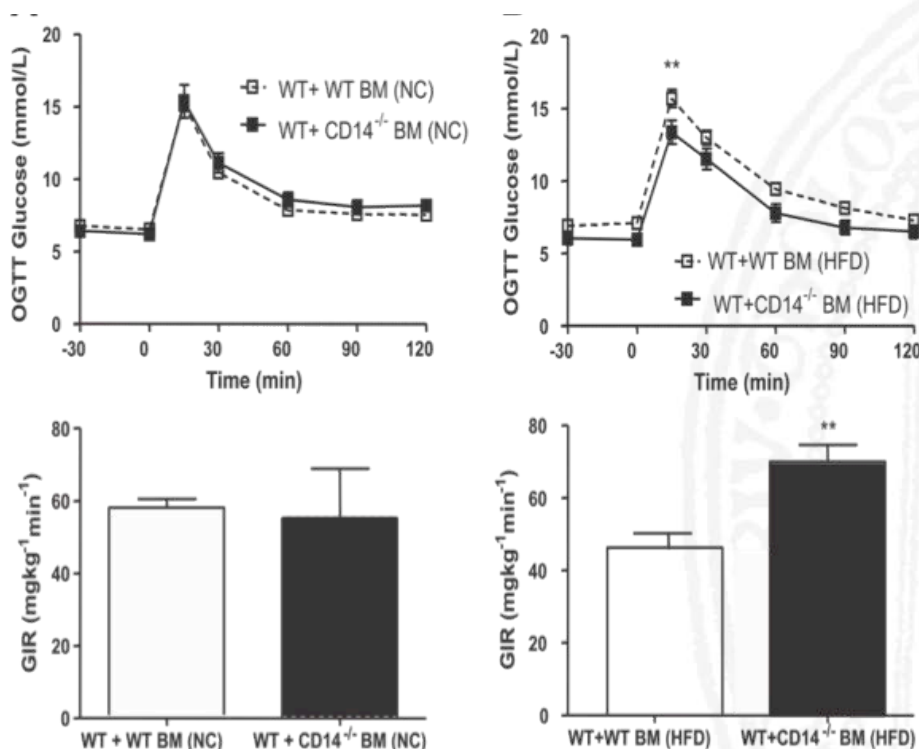 OGTT Glucose (mmol/L)
20
15
10
5
0
WT+ WT BM (NC)
WT+ CD14⁻/⁻ BM (NC)
-30 0 30 60 90 120
Time (min)
OGTT Glucose (mmol/L)
20
15
10
5
0
**
WT+WT BM (HFD)
WT+CD14⁻/⁻ BM (HFD)
-30 0 30 60 90 120
Time (min)
GIR (mgkg⁻¹min⁻¹)
80
60
40
20
0
WT + WT BM (NC) WT + CD14⁻/⁻ BM (NC)
GIR (mgkg⁻¹min⁻¹)
80
60
40
20
0
**
WT+WT BM (HFD) WT+CD14⁻/⁻ BM (HFD)